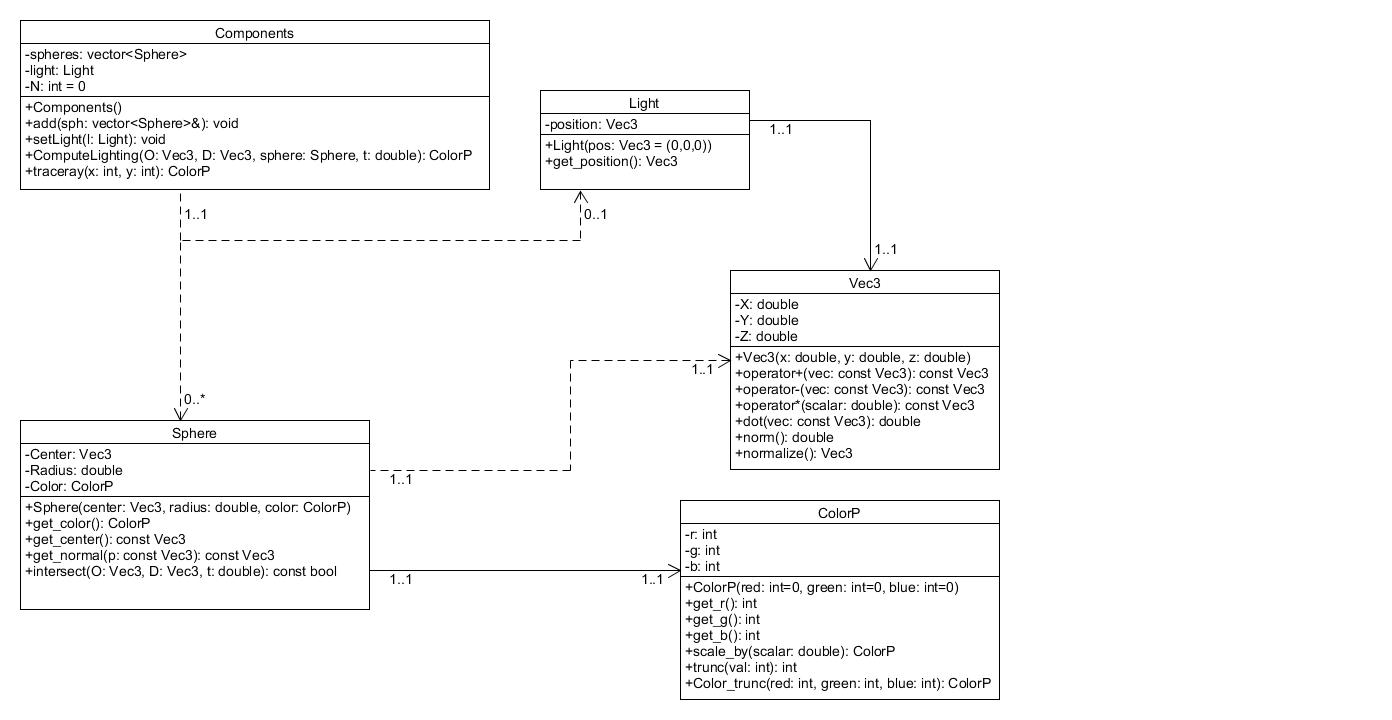 Components
-spheres: vector<Sphere>
-light: Light
-N: int = 0
+Components()
+add(sph: vector<Sphere>&): void
+setLight(l: Light): void
+ComputeLighting(O: Vec3, D: Vec3, sphere: Sphere, t: double): ColorP
+traceray(x: int, y: int): ColorP
Light
-position: Vec3
+Light(pos: Vec3 = (0,0,0))
+get_position(): Vec3
1..1
1..1
0..1
1..1
Vec3
-X: double
-Y: double
-Z: double
+Vec3(x: double, y: double, z: double)
+operator+(vec: const Vec3): const Vec3
+operator-(vec: const Vec3): const Vec3
+operator*(scalar: double): const Vec3
+dot(vec: const Vec3): double
+norm(): double
+normalize(): Vec3
1..1
0..*
Sphere
-Center: Vec3
-Radius: double
-Color: ColorP
+Sphere(center: Vec3, radius: double, color: ColorP)
+get_color(): ColorP
+get_center(): const Vec3
+get_normal(p: const Vec3): const Vec3
+intersect(O: Vec3, D: Vec3, t: double): const bool
1..1
1..1
1..1
ColorP
-r: int
-g: int
-b: int
+ColorP(red: int=0, green: int=0, blue: int=0)
+get_r(): int
+get_g(): int
+get_b(): int
+scale_by(scalar: double): ColorP
+trunc(val: int): int
+Color_trunc(red: int, green: int, blue: int): ColorP